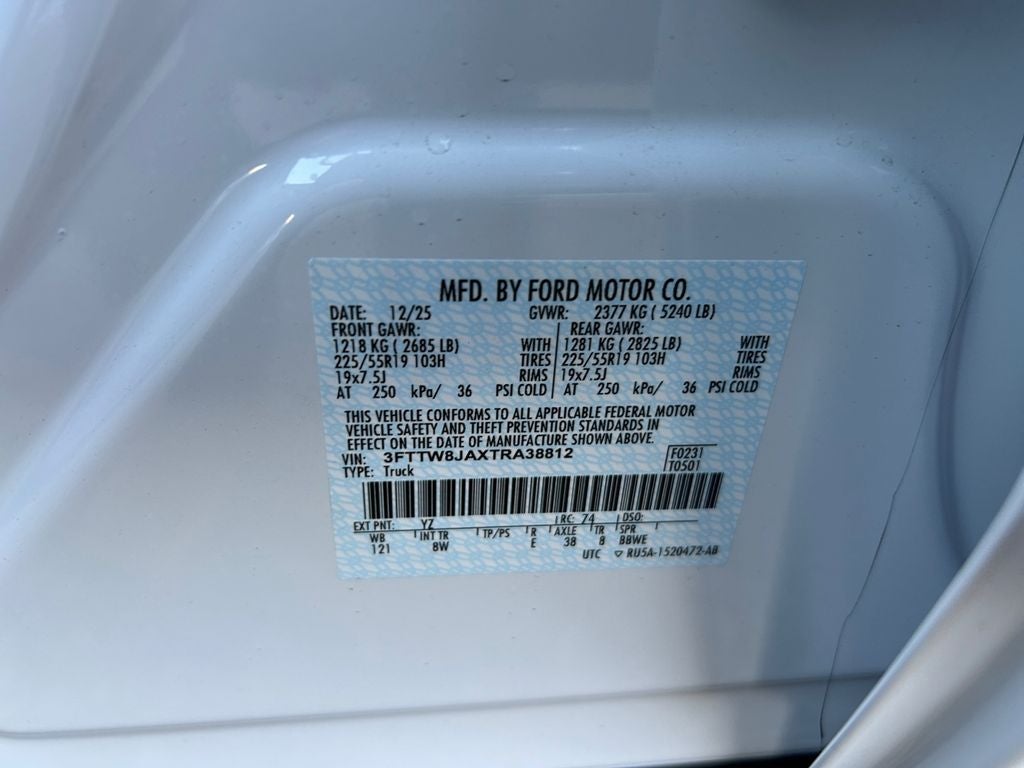 MFD. BY FORD MOTOR CO.
DATE: 12/25 GVWR: 2377 KG ( 5240 LB)
FRONT GAWR: REAR GAWR:
1218 KG ( 2685 LB) WITH 1281 KG ( 2825 LB) WITH
225/55R19 103H TIRES 225/55R19 103H TIRES
19x7.5J RIMS 19x7.5J RIMS
AT 250 kPa/ 36 PSI COLD AT 250 kPa/ 36 PSI COLD
THIS VEHICLE CONFORMS TO ALL APPLICABLE FEDERAL MOTOR
VEHICLE SAFETY AND THEFT PREVENTION STANDARDS IN
EFFECT ON THE DATE OF MANUFACTURE SHOWN ABOVE.
VIN: 3FTTW8JAXTRA38812 F0231
TYPE: Truck T0501
EXT PNT: YZ RC: 74 DSO:
WB INT TR TP/PS R AXLE TR SPR
121 8W E 38 8 BBWE
UTC RU5A-1520472-AB